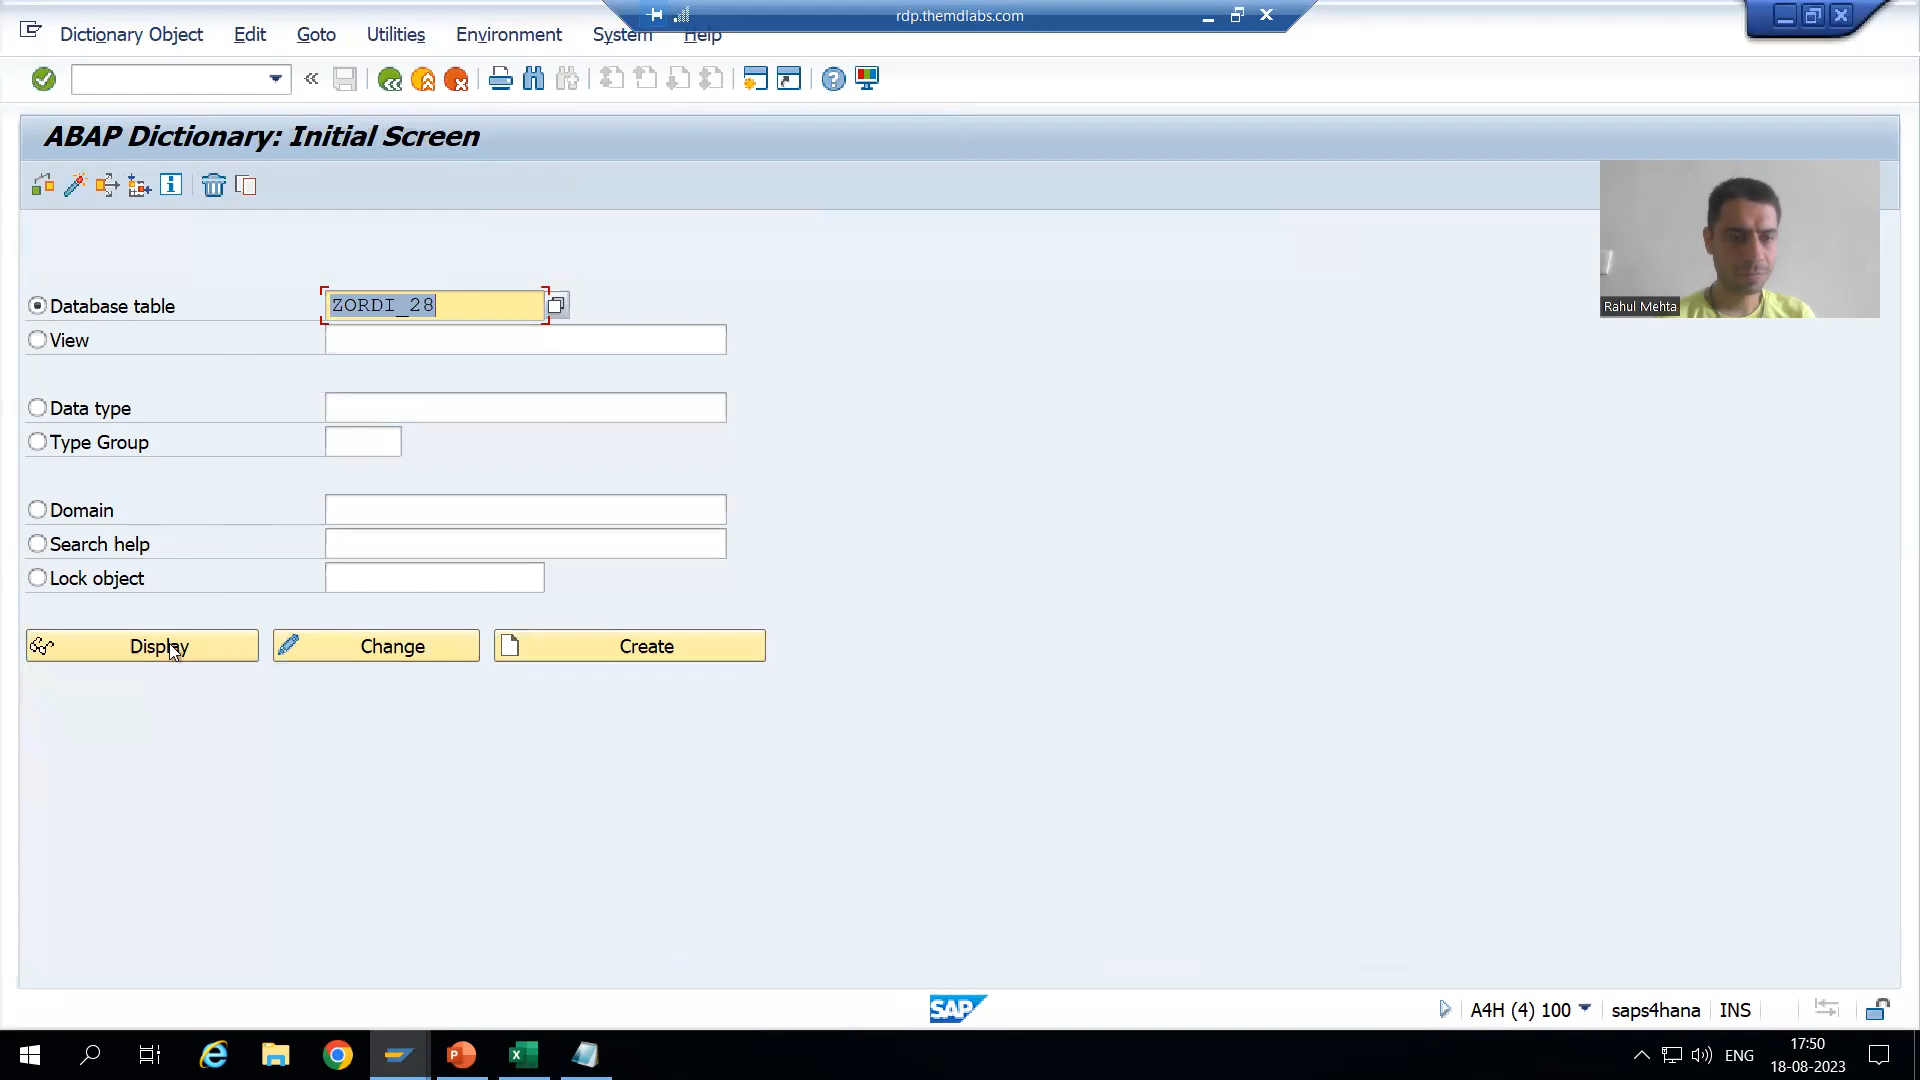 rdp.themdlabs.com
Dictionary Object Edit Goto Utilities Environment System Help
ABAP Dictionary: Initial Screen
Rahul Mehta
Database table ZORDI_28
View
Data type
Type Group
Domain
Search help
Lock object
Display Change Create
SAP A4H (4) 100 saps4hana INS
17:50
ENG
18-08-2023